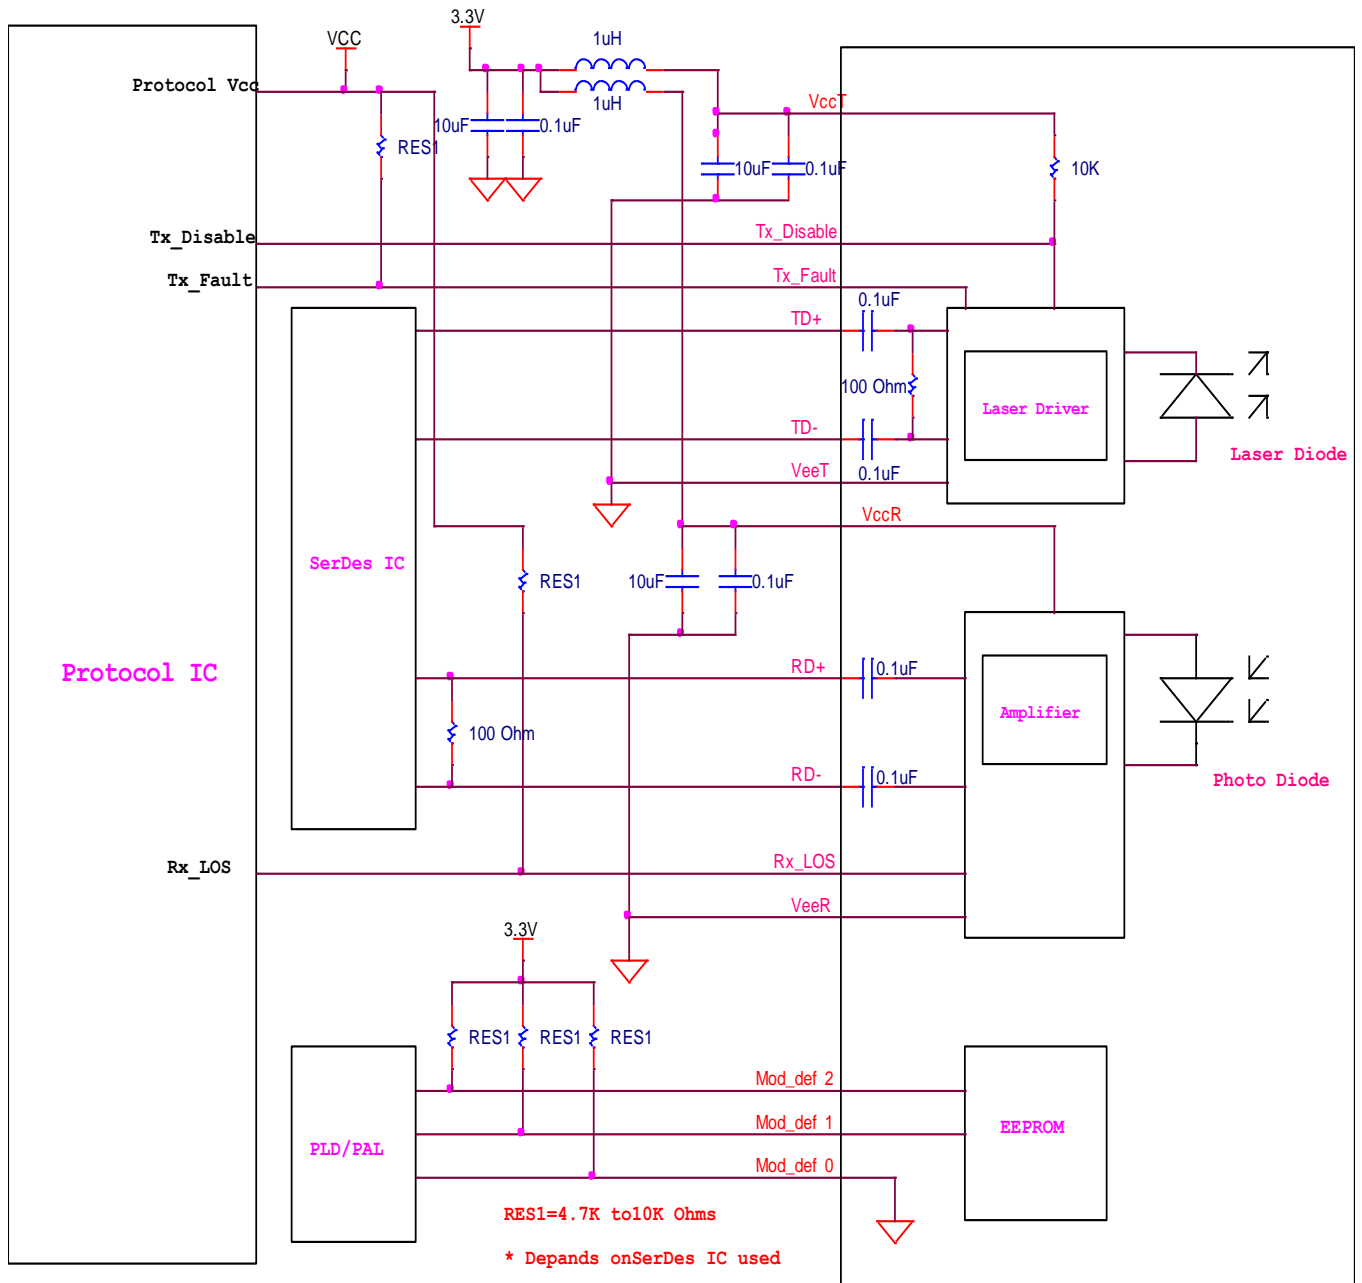 3.3V
1uH
VCC
Protocol Vcc
1uH
VccT
10uF
0.1uF
RES1
10uF
0.1uF
10K
Tx_Disable
Tx_Disable
Tx_Fault
Tx_Fault
0.1uF
TD+
100 Ohm
Laser Driver
TD-
Laser Diode
VeeT
0.1uF
VccR
SerDes IC
RES1
10uF
0.1uF
Protocol IC
RD+
0.1uF
Amplifier
100 Ohm
RD-
0.1uF
Photo Diode
Rx_LOS
Rx_LOS
VeeR
3.3V
RES1
RES1
RES1
Mod_def 2
Mod_def 1
EEPROM
PLD/PAL
Mod_def 0
RES1=4.7K to10K Ohms
* Depands onSerDes IC used